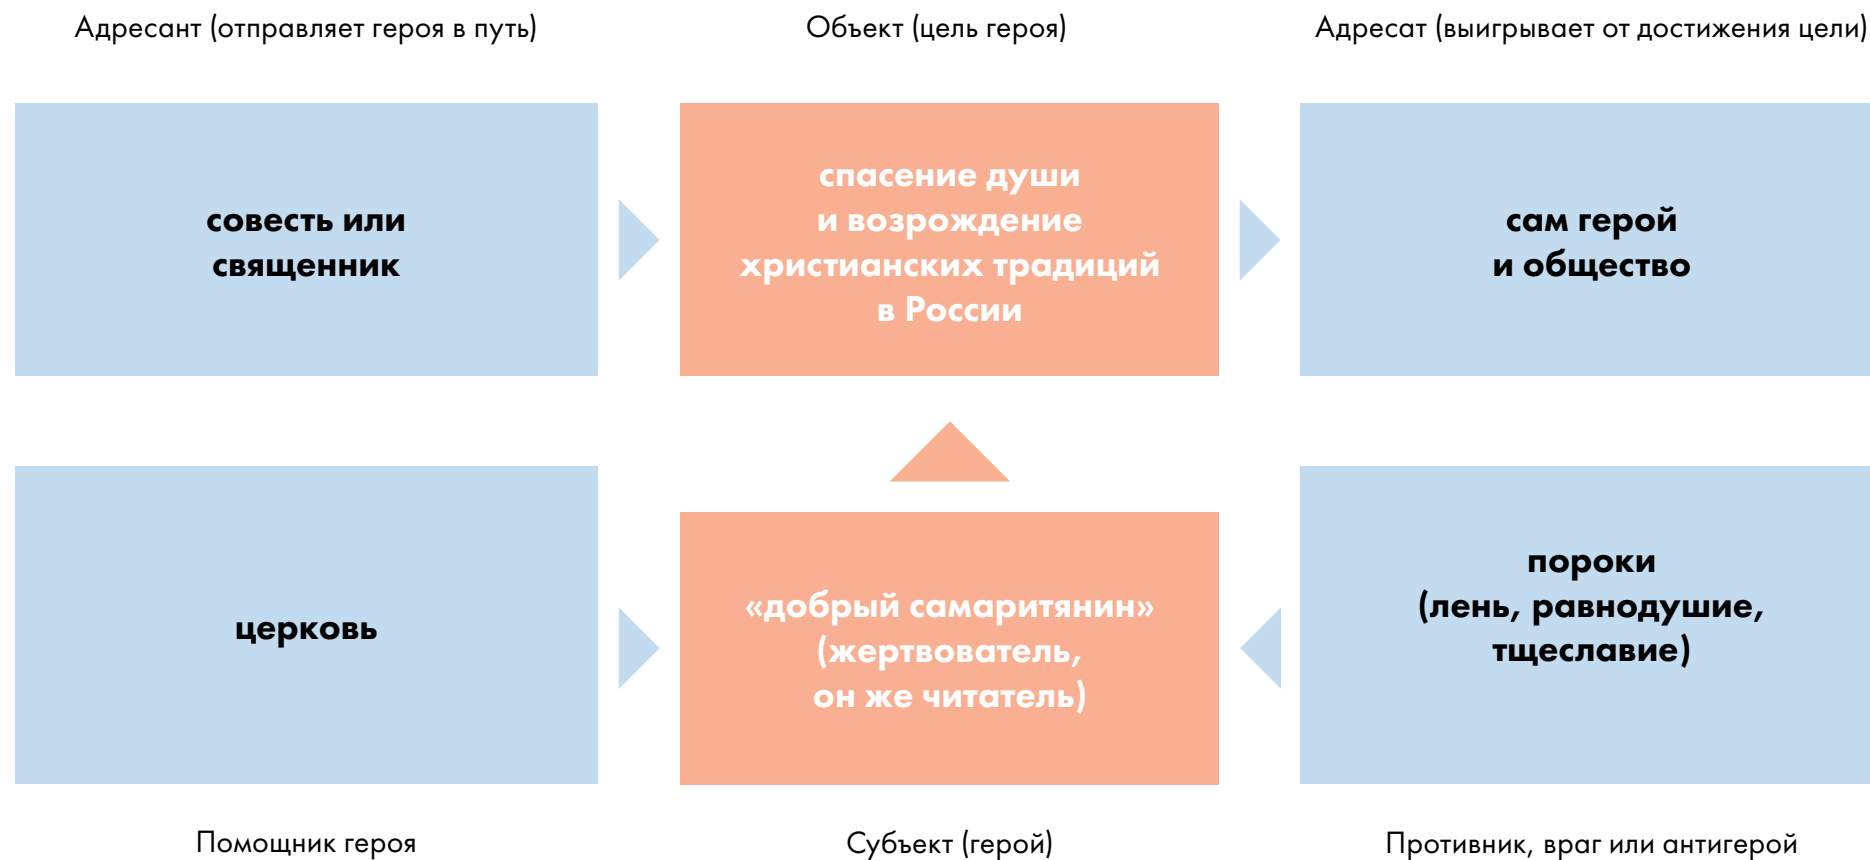 Адресант (отправляет героя в путь)
Объект (цель героя)
Адресат (выигрывает от достижения цели)
совесть или
священник
спасение души
и возрождение
христианских традиций
в России
сам герой
и общество
церковь
«добрый самаритянин»
(жертвователь,
он же читатель)
пороки
(лень, равнодушие,
тщеславие)
Помощник героя
Субъект (герой)
Противник, враг или антигерой